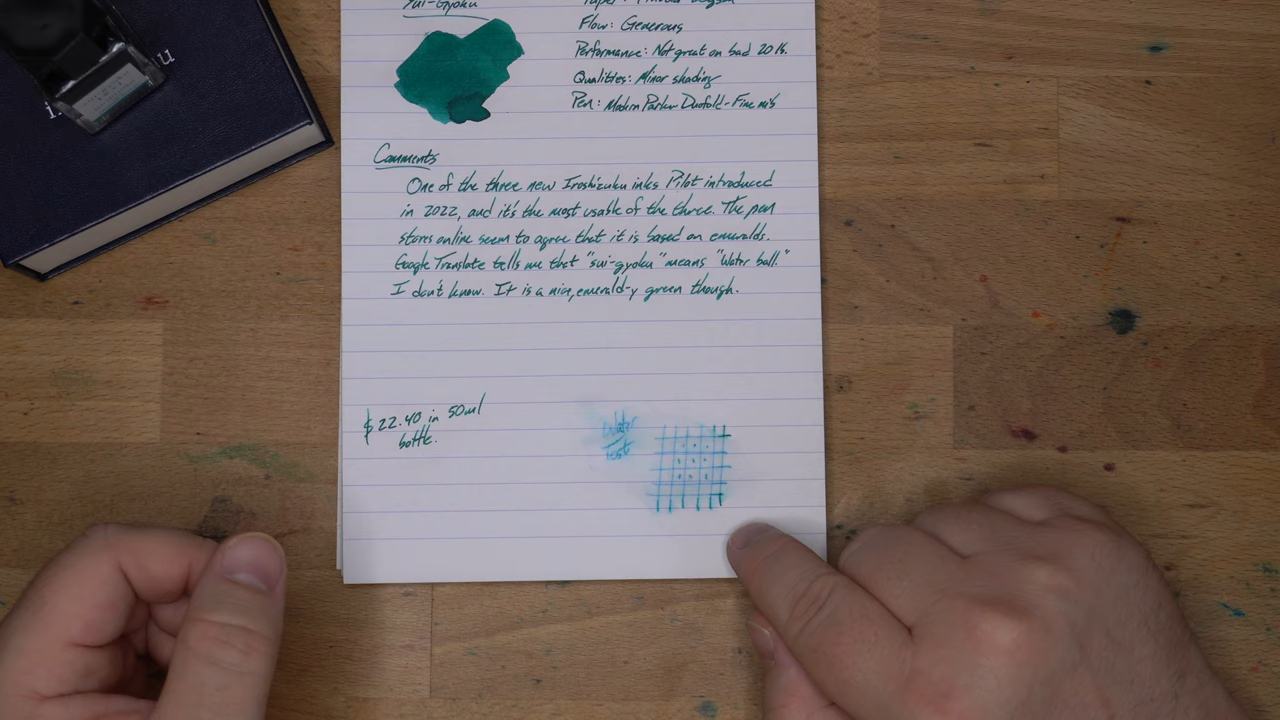 Sui-Gyoku
Flow: Generous
Performance: Not great on bad 20 lb.
Qualities: Minor shading
Pen: Modern Parker Duofold - Fine nib
Comments
One of the three new Iroshizuku inks Pilot introduced
in 2022, and it's the most usable of the three. The pen
stores online seem to agree that it is based on emeralds.
Google Translate tells me that "sui-gyoku" means "Water ball."
I don't know. It is a nice, emerald-y green though.
$22.40 in 50ml
bottle.
Water
Test